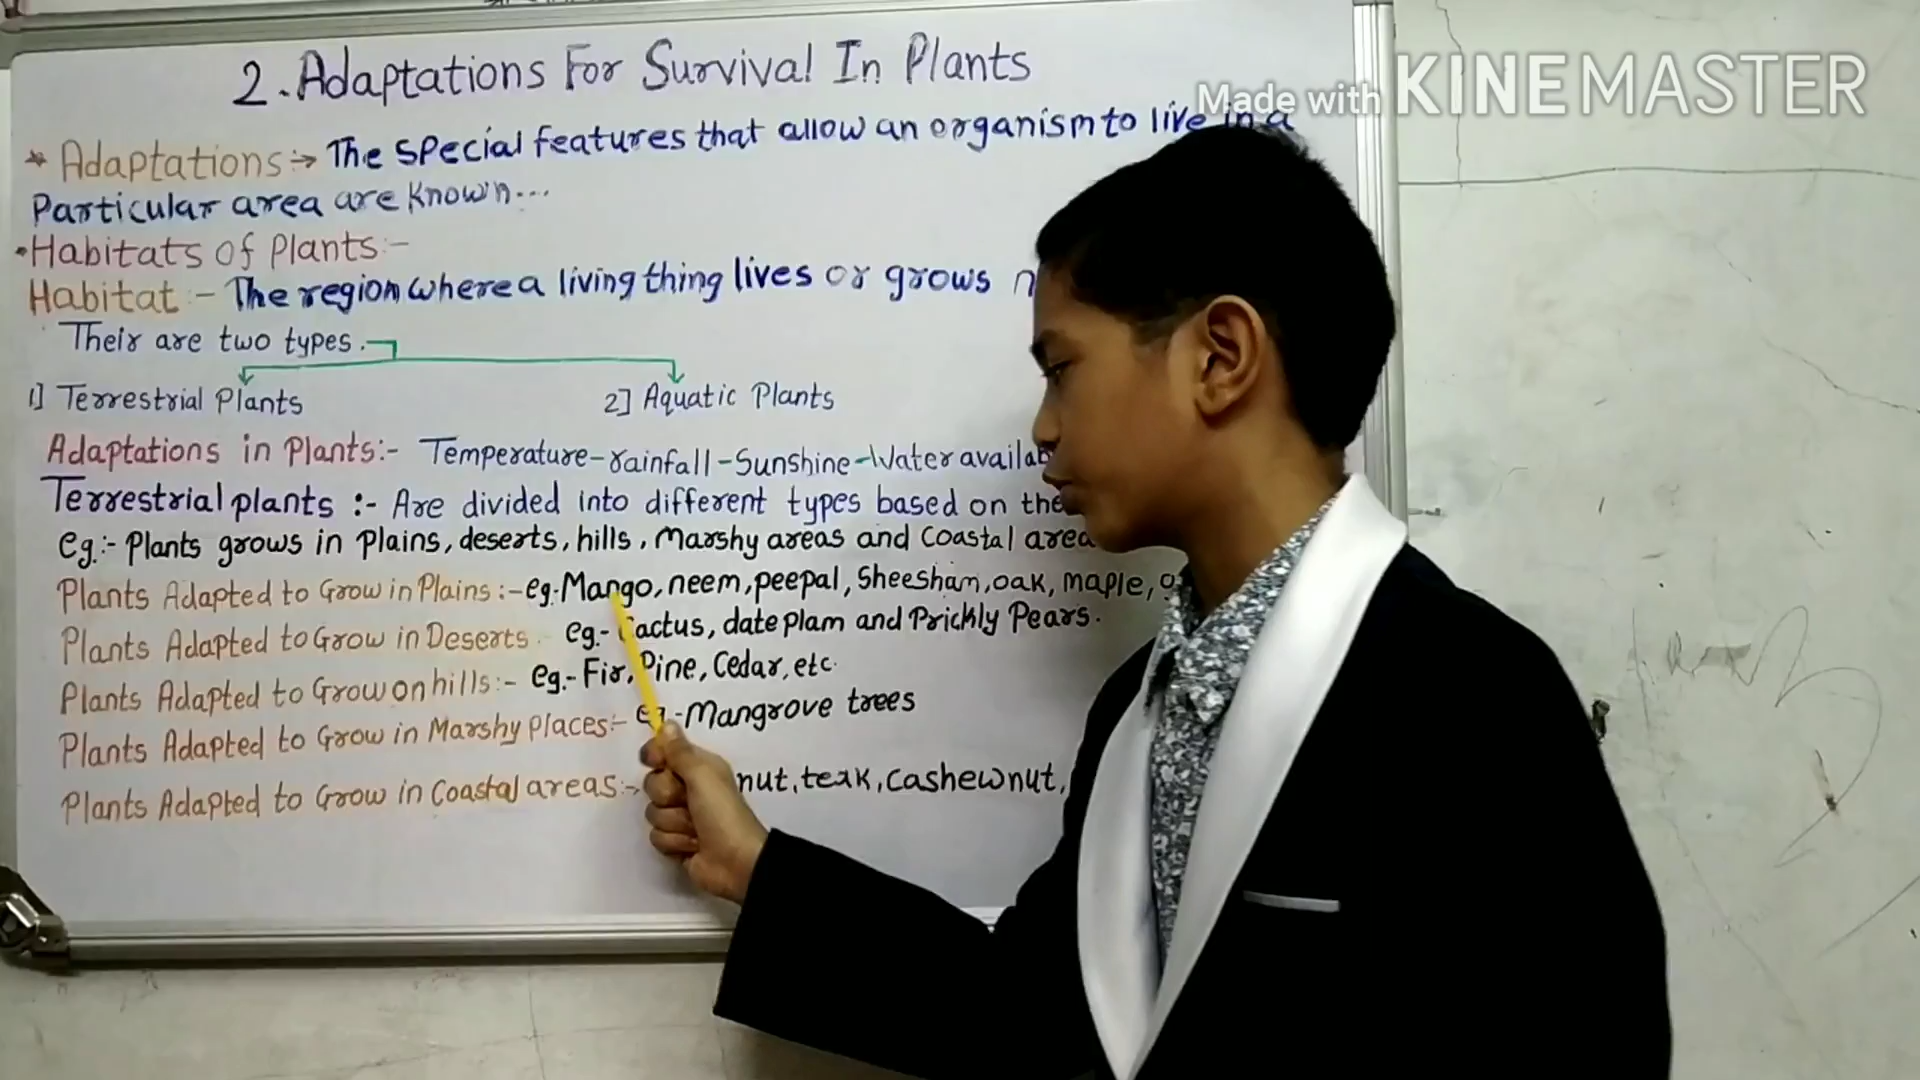 2. Adaptations For Survival In Plants
Made with KINEMASTER
* Adaptations :→ The special features that allow an organism to live in a
Particular area are known...
• Habitats of Plants:-
Habitat :- The region where a living thing lives or grows
Their are two types.
1] Terrestrial Plants 2] Aquatic Plants
Adaptations in Plants:- Temperature-rainfall-Sunshine-Water availab
Terrestrial plants :- Are divided into different types based on the
eg:- Plants grows in Plains, deserts, hills, Marshy areas and Coastal area
Plants Adapted to Grow in Plains :- eg:- Mango, neem, peepal, Sheesham, oak, maple,
Plants Adapted to Grow in Deserts - eg.- Cactus, date plam and Prickly Pears.
Plants Adapted to Grow on hills:- eg.- Fir, Pine, Cedar, etc.
Plants Adapted to Grow in Marshy Places:- eg.-Mangrove trees
Plants Adapted to Grow in Coastal areas:- nut, teak, Cashewnut,